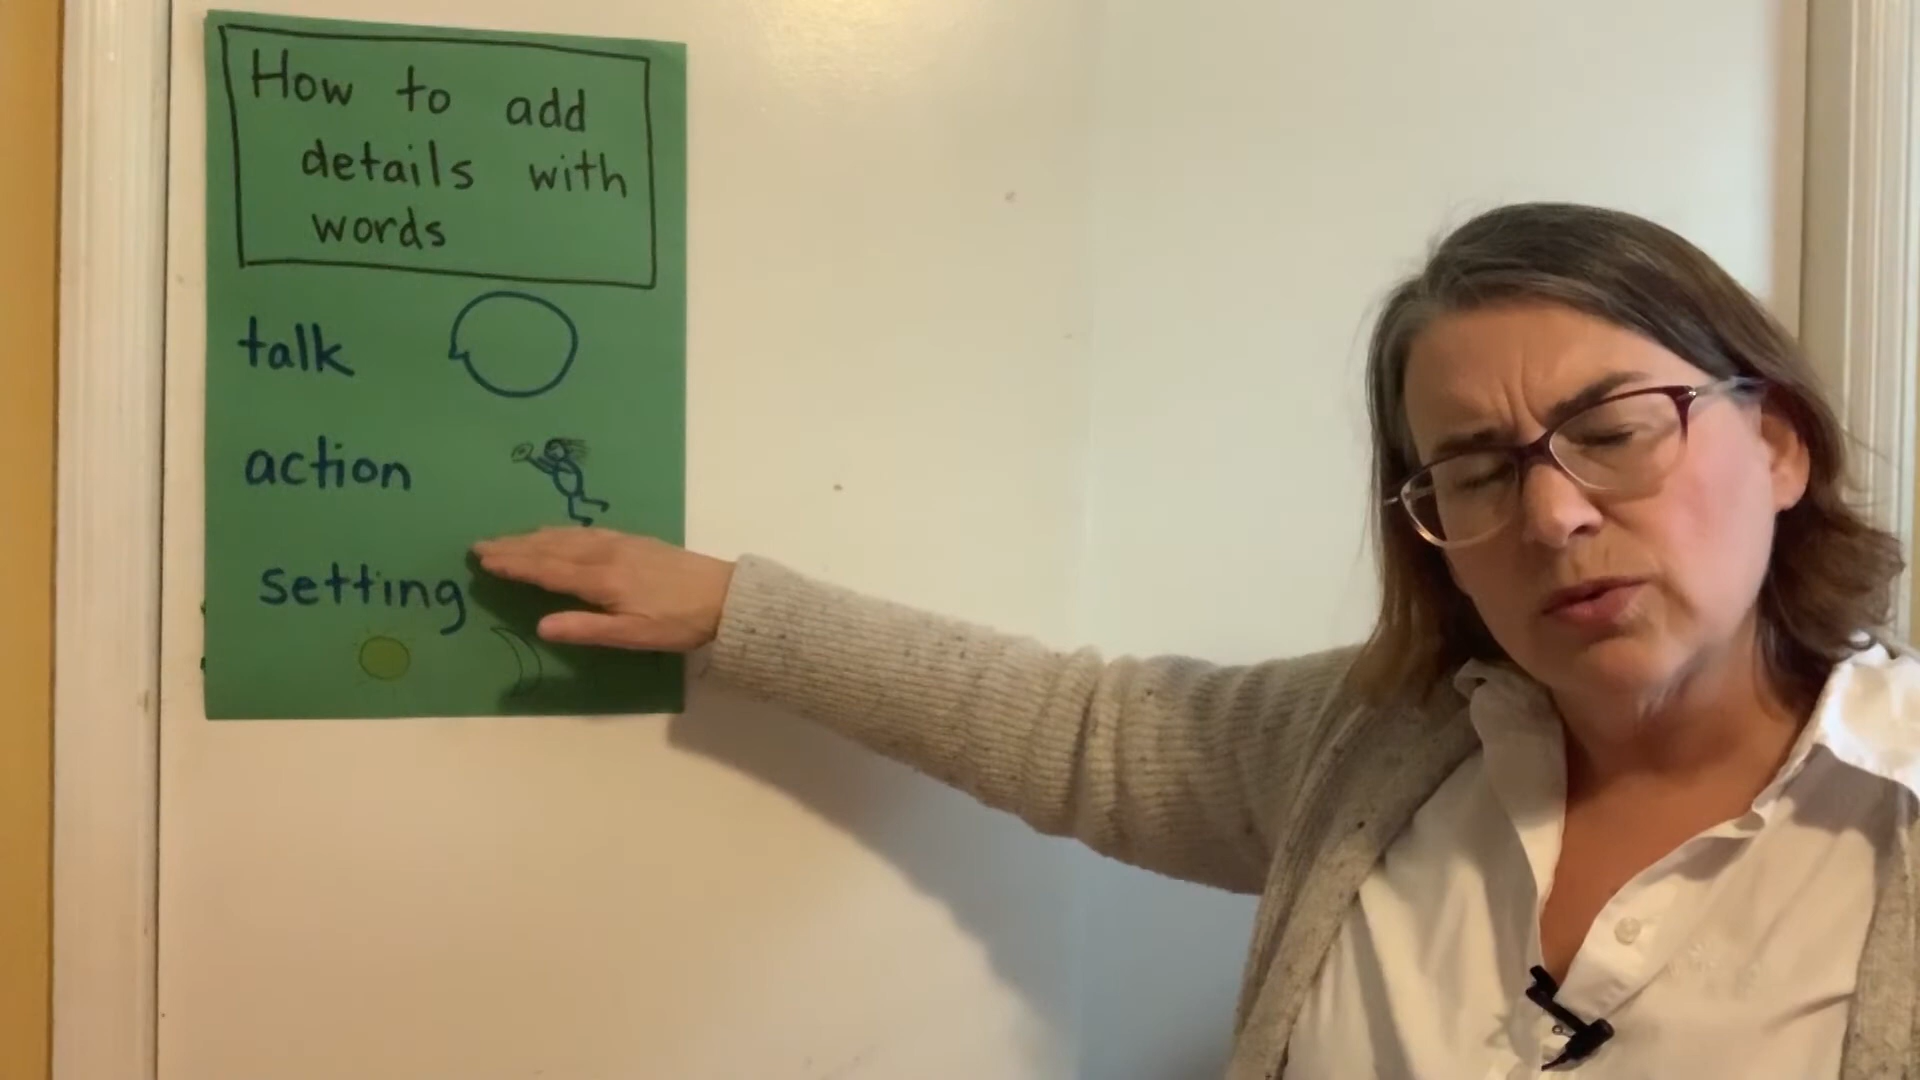 How to add
details with
words
talk
action
setting